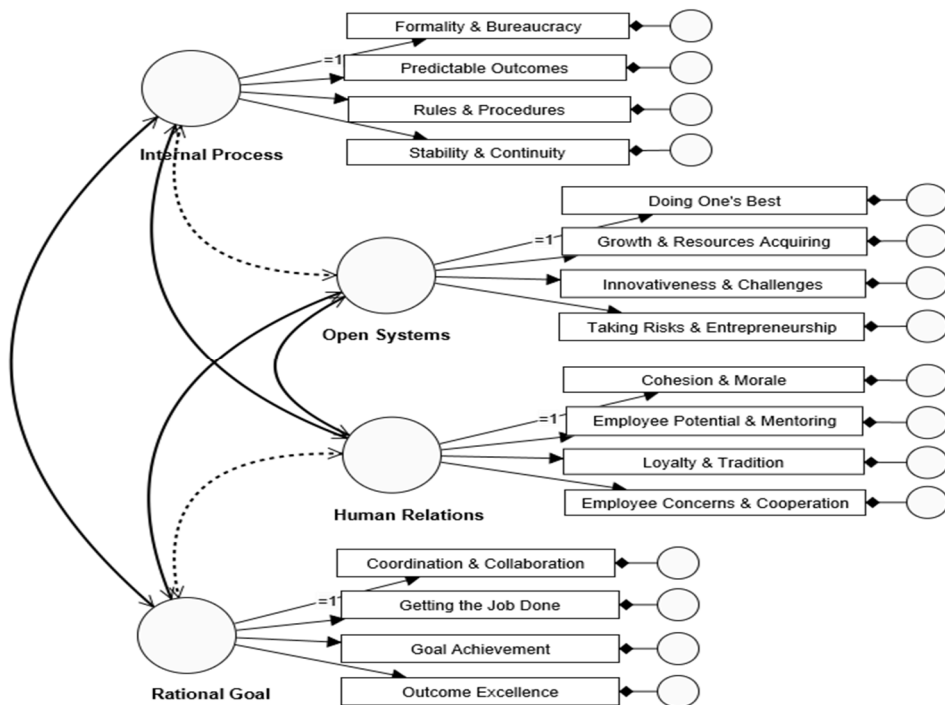 Formality & Bureaucracy
=1
Predictable Outcomes
Rules & Procedures
Stability & Continuity
Internal Process
Doing One's Best
=1
Growth & Resources Acquiring
Innovativeness & Challenges
Taking Risks & Entrepreneurship
Open Systems
Cohesion & Morale
=1
Employee Potential & Mentoring
Loyalty & Tradition
Employee Concerns & Cooperation
Human Relations
Coordination & Collaboration
=1
Getting the Job Done
Goal Achievement
Outcome Excellence
Rational Goal